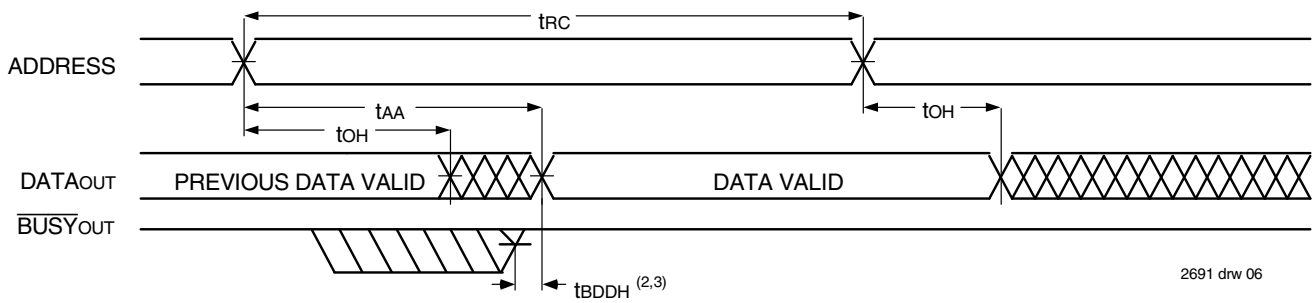 tRC
ADDRESS
tAA
tOH
tOH
DATAOUT
PREVIOUS DATA VALID
DATA VALID
BUSYOUT
tBDDH (2,3)
2691 drw 06